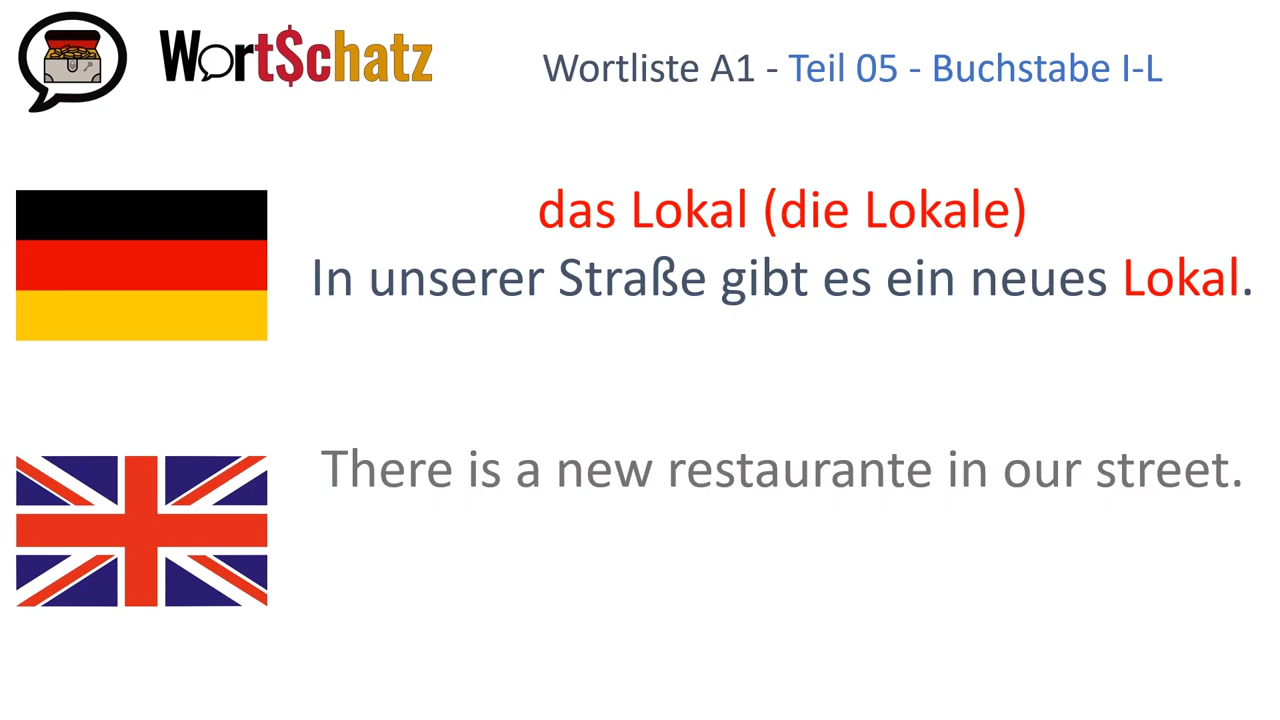 WortSchatz
Wortliste A1 - Teil 05 - Buchstabe I-L
das Lokal (die Lokale)
In unserer Straße gibt es ein neues Lokal.
There is a new restaurante in our street.